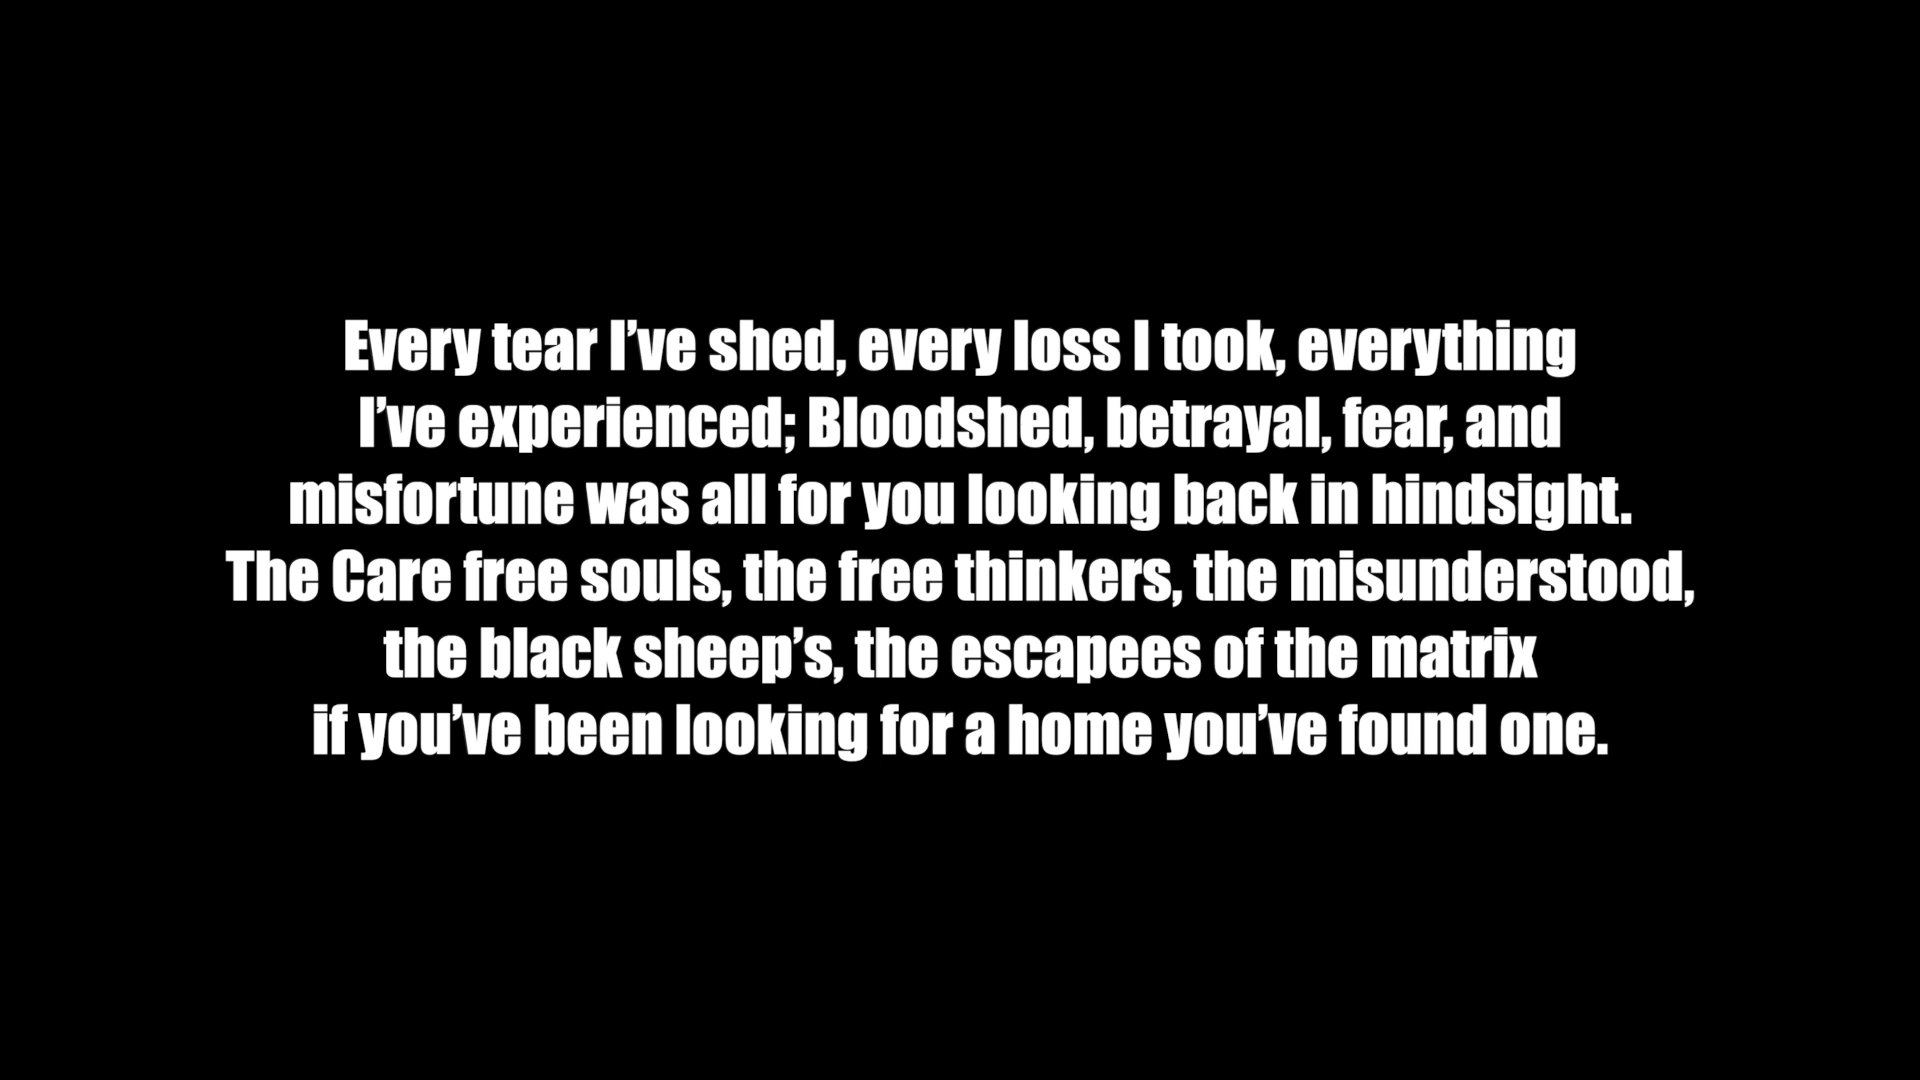 Every tear I’ve shed, every loss I took, everything
I’ve experienced; Bloodshed, betrayal, fear, and
misfortune was all for you looking back in hindsight.
The Care free souls, the free thinkers, the misunderstood,
the black sheep’s, the escapees of the matrix
if you’ve been looking for a home you’ve found one.